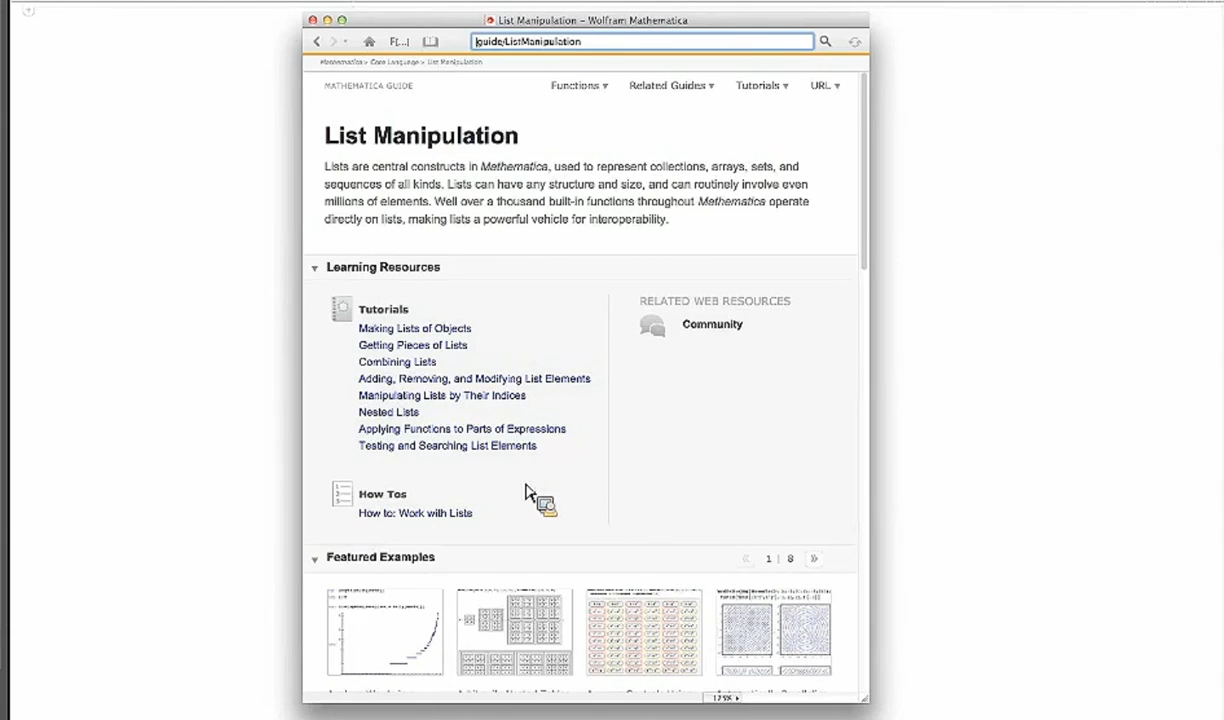 List Manipulation - Wolfram Mathematica
F[...]
guide/ListManipulation
Mathematica > Core Language > List Manipulation
MATHEMATICA GUIDE
Functions ▾ Related Guides ▾ Tutorials ▾ URL ▾
List Manipulation
Lists are central constructs in Mathematica, used to represent collections, arrays, sets, and
sequences of all kinds. Lists can have any structure and size, and can routinely involve even
millions of elements. Well over a thousand built-in functions throughout Mathematica operate
directly on lists, making lists a powerful vehicle for interoperability.
Learning Resources
Tutorials
Making Lists of Objects
Getting Pieces of Lists
Combining Lists
Adding, Removing, and Modifying List Elements
Manipulating Lists by Their Indices
Nested Lists
Applying Functions to Parts of Expressions
Testing and Searching List Elements
How Tos
How to: Work with Lists
RELATED WEB RESOURCES
Community
Featured Examples
« 1 | 8 »
125%